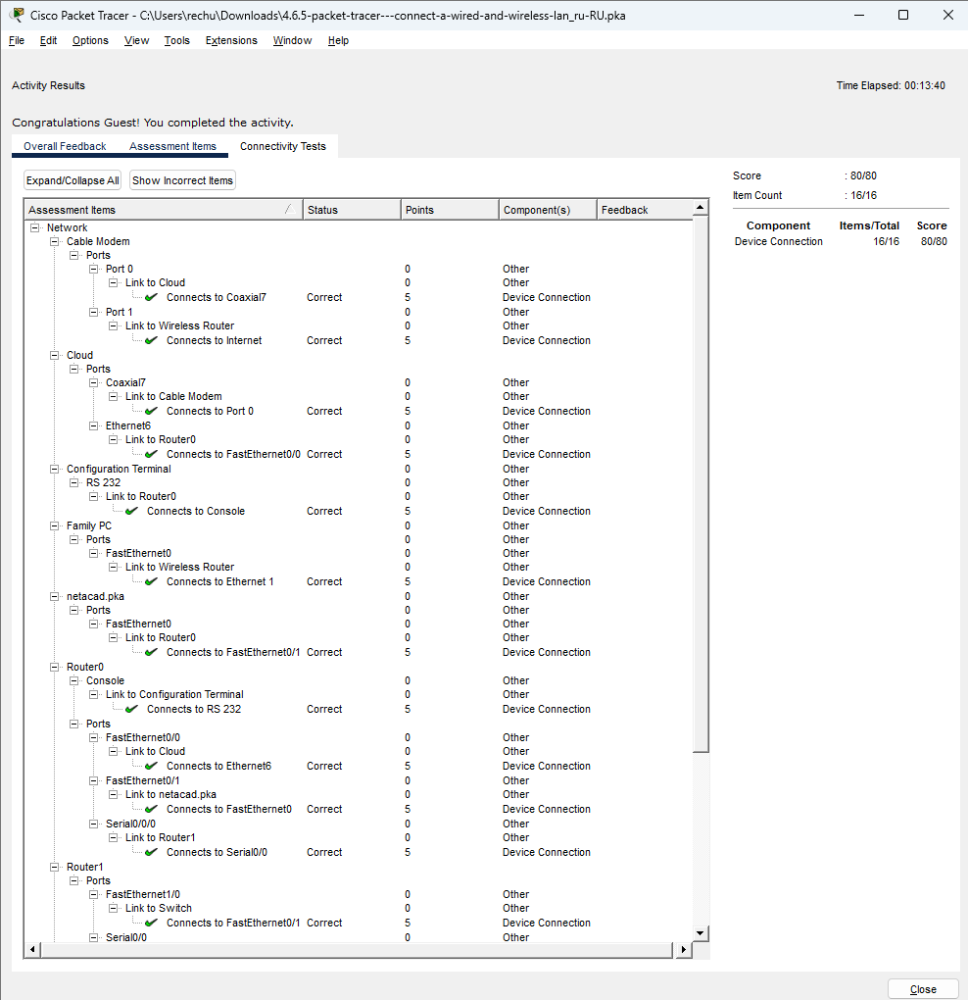 Cisco Packet Tracer - C:\Users\rechu\Downloads\4.6.5-packet-tracer---connect-a-wired-and-wireless-lan_ru-RU.pka
File Edit Options View Tools Extensions Window Help
Activity Results Time Elapsed: 00:13:40
Congratulations Guest! You completed the activity.
Overall Feedback Assessment Items Connectivity Tests
Expand/Collapse All Show Incorrect Items
Assessment Items Status Points Component(s) Feedback
Network
Cable Modem
Ports
Port 0 0 Other
Link to Cloud 0 Other
Connects to Coaxial7 Correct 5 Device Connection
Port 1 0 Other
Link to Wireless Router 0 Other
Connects to Internet Correct 5 Device Connection
Cloud
Ports
Coaxial7 0 Other
Link to Cable Modem 0 Other
Connects to Port 0 Correct 5 Device Connection
Ethernet6 0 Other
Link to Router0 0 Other
Connects to FastEthernet0/0 Correct 5 Device Connection
Configuration Terminal 0 Other
RS 232 0 Other
Link to Router0 0 Other
Connects to Console Correct 5 Device Connection
Family PC 0 Other
Ports 0 Other
FastEthernet0 0 Other
Link to Wireless Router 0 Other
Connects to Ethernet 1 Correct 5 Device Connection
netacad.pka 0 Other
Ports 0 Other
FastEthernet0 0 Other
Link to Router0 0 Other
Connects to FastEthernet0/1 Correct 5 Device Connection
Router0
Console 0 Other
Link to Configuration Terminal 0 Other
Connects to RS 232 Correct 5 Device Connection
Ports 0 Other
FastEthernet0/0 0 Other
Link to Cloud 0 Other
Connects to Ethernet6 Correct 5 Device Connection
FastEthernet0/1 0 Other
Link to netacad.pka 0 Other
Connects to FastEthernet0 Correct 5 Device Connection
Serial0/0/0 0 Other
Link to Router1 0 Other
Connects to Serial0/0 Correct 5 Device Connection
Router1
Ports
FastEthernet1/0 0 Other
Link to Switch 0 Other
Connects to FastEthernet0/1 Correct 5 Device Connection
Serial0/0 0 Other
Score : 80/80
Item Count : 16/16
Component Items/Total Score
Device Connection 16/16 80/80
Close